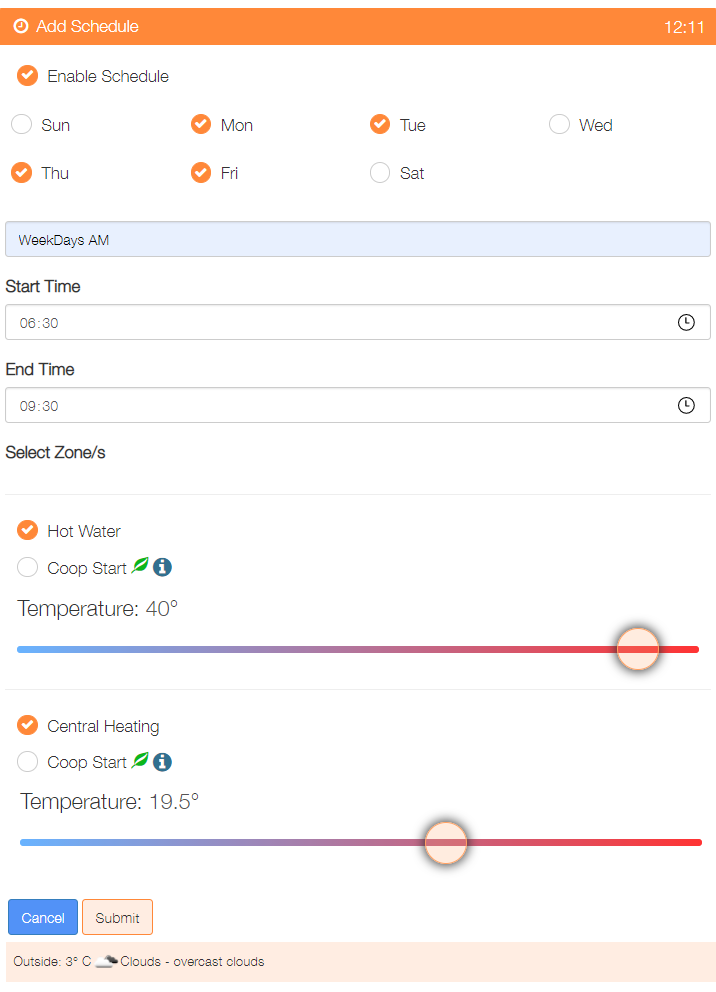 Add Schedule 12:11
Enable Schedule
Sun Mon Tue Wed
Thu Fri Sat
WeekDays AM
Start Time
06:30
End Time
09:30
Select Zone/s
Hot Water
Coop Start
Temperature: 40°
Central Heating
Coop Start
Temperature: 19.5°
Cancel Submit
Outside: 3° C Clouds - overcast clouds